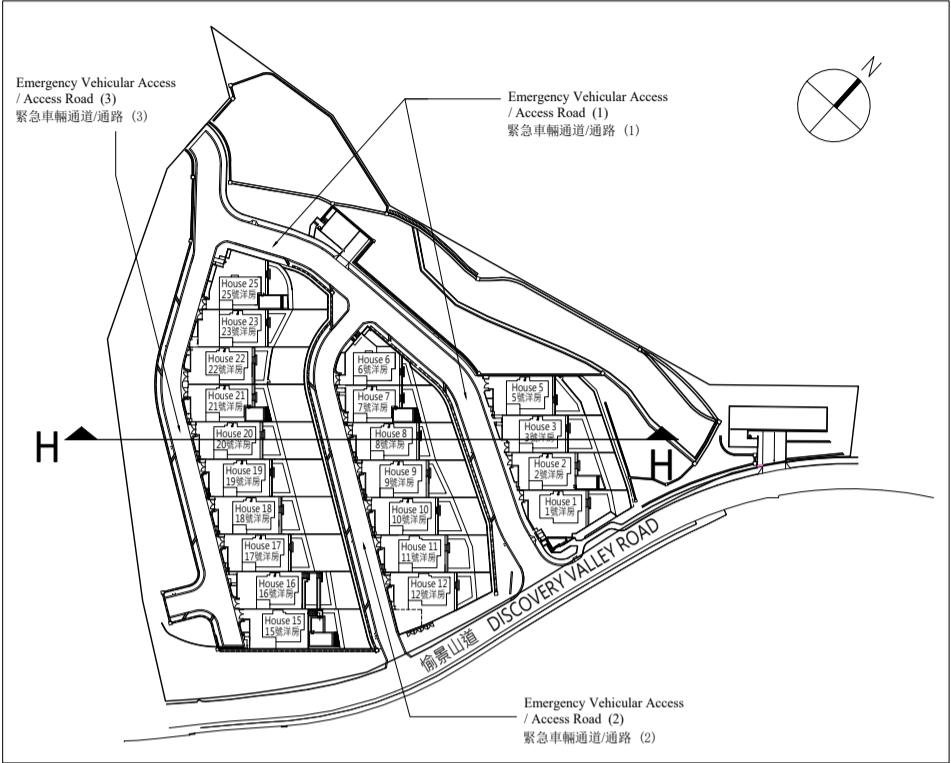 Emergency Vehicular Access
/ Access Road (3)
緊急車輛通道/通路 (3)
Emergency Vehicular Access
/ Access Road (1)
緊急車輛通道/通路 (1)
N
House 25
25號洋房
House 23
23號洋房
House 22
22號洋房
House 21
21號洋房
House 20
20號洋房
House 19
19號洋房
House 18
18號洋房
House 17
17號洋房
House 16
16號洋房
House 15
15號洋房
House 6
6號洋房
House 7
7號洋房
House 8
8號洋房
House 9
9號洋房
House 10
10號洋房
House 11
11號洋房
House 12
12號洋房
House 5
5號洋房
House 3
3號洋房
House 2
2號洋房
House 1
1號洋房
H
H
愉景山道 DISCOVERY VALLEY ROAD
Emergency Vehicular Access
/ Access Road (2)
緊急車輛通道/通路 (2)